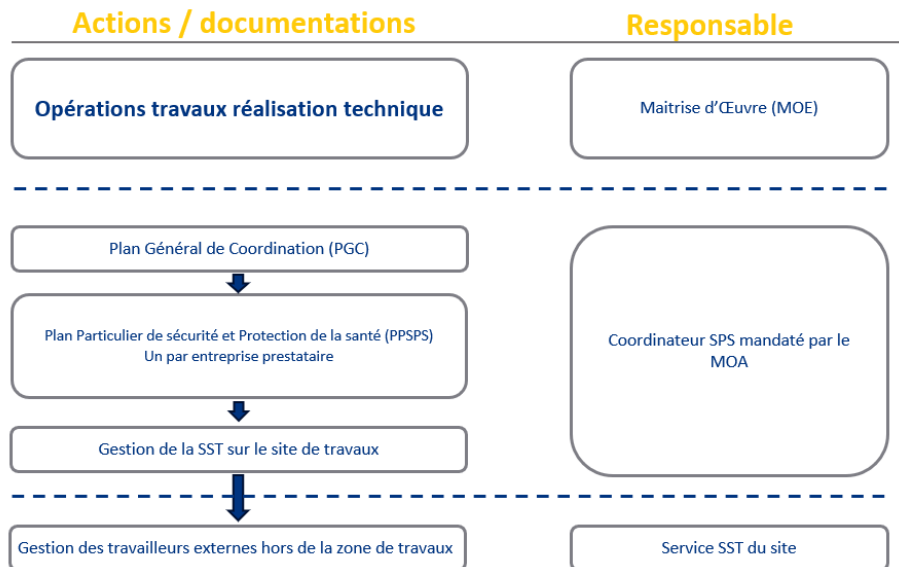 Actions / documentations
Responsable
Opérations travaux réalisation technique
Maitrise d'Œuvre (MOE)
Plan Général de Coordination (PGC)
Plan Particulier de sécurité et Protection de la santé (PPSPS)
Un par entreprise prestataire
Coordinateur SPS mandaté par le
MOA
Gestion de la SST sur le site de travaux
Gestion des travailleurs externes hors de la zone de travaux
Service SST du site